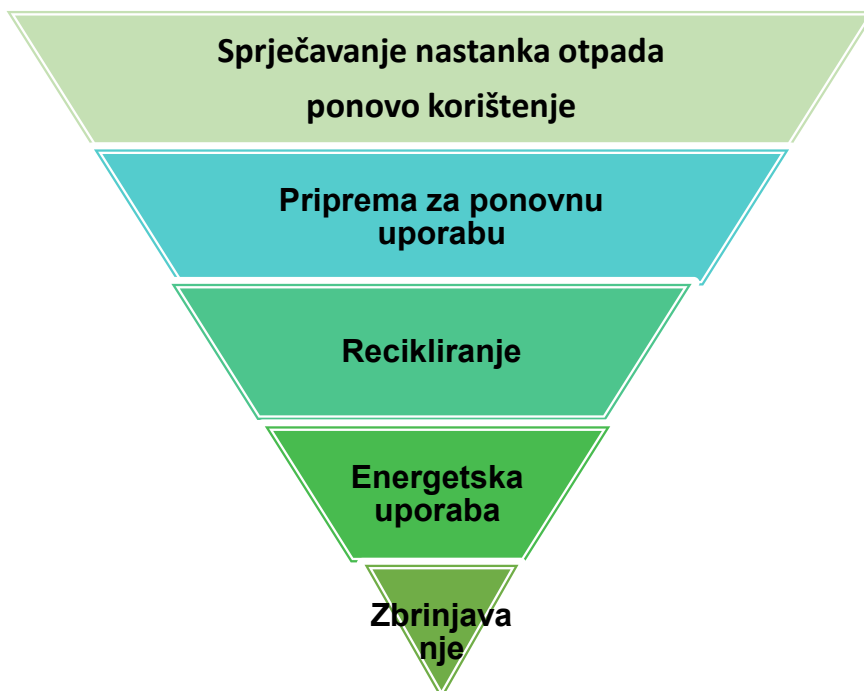 Sprječavanje nastanka otpada
ponovo korištenje
Priprema za ponovnu
uporabu
Recikliranje
Energetska
uporaba
Zbrinjava
nje